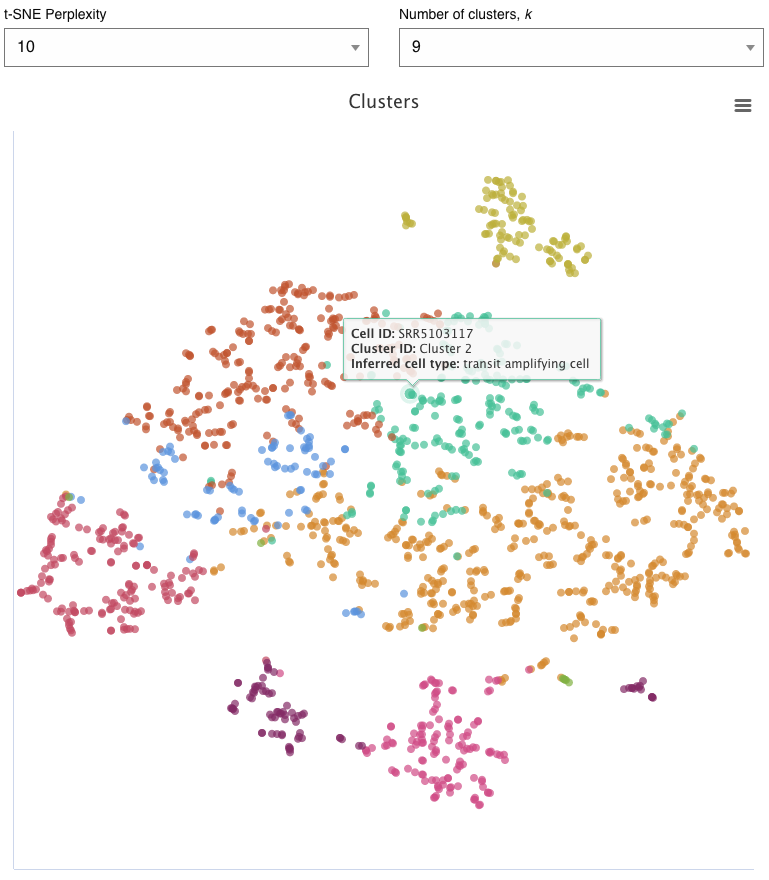 t-SNE Perplexity
Number of clusters, k
10
9
Clusters
Cell ID: SRR5103117
Cluster ID: Cluster 2
Inferred cell type: transit amplifying cell